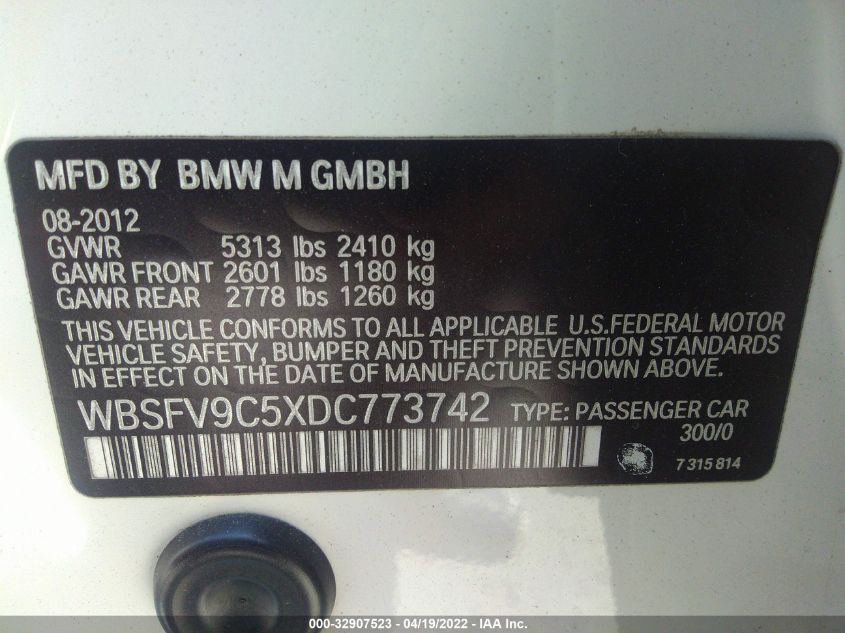 MFD BY BMW M GMBH
08-2012
GVWR 5313 lbs 2410 kg
GAWR FRONT 2601 lbs 1180 kg
GAWR REAR 2778 lbs 1260 kg
THIS VEHICLE CONFORMS TO ALL APPLICABLE U.S.FEDERAL MOTOR
VEHICLE SAFETY, BUMPER AND THEFT PREVENTION STANDARDS
IN EFFECT ON THE DATE OF MANUFACTURE SHOWN ABOVE.
WBSFV9C5XDC773742 TYPE: PASSENGER CAR
300/0
7 315 814
000-32907523 - 04/19/2022 - IAA Inc.